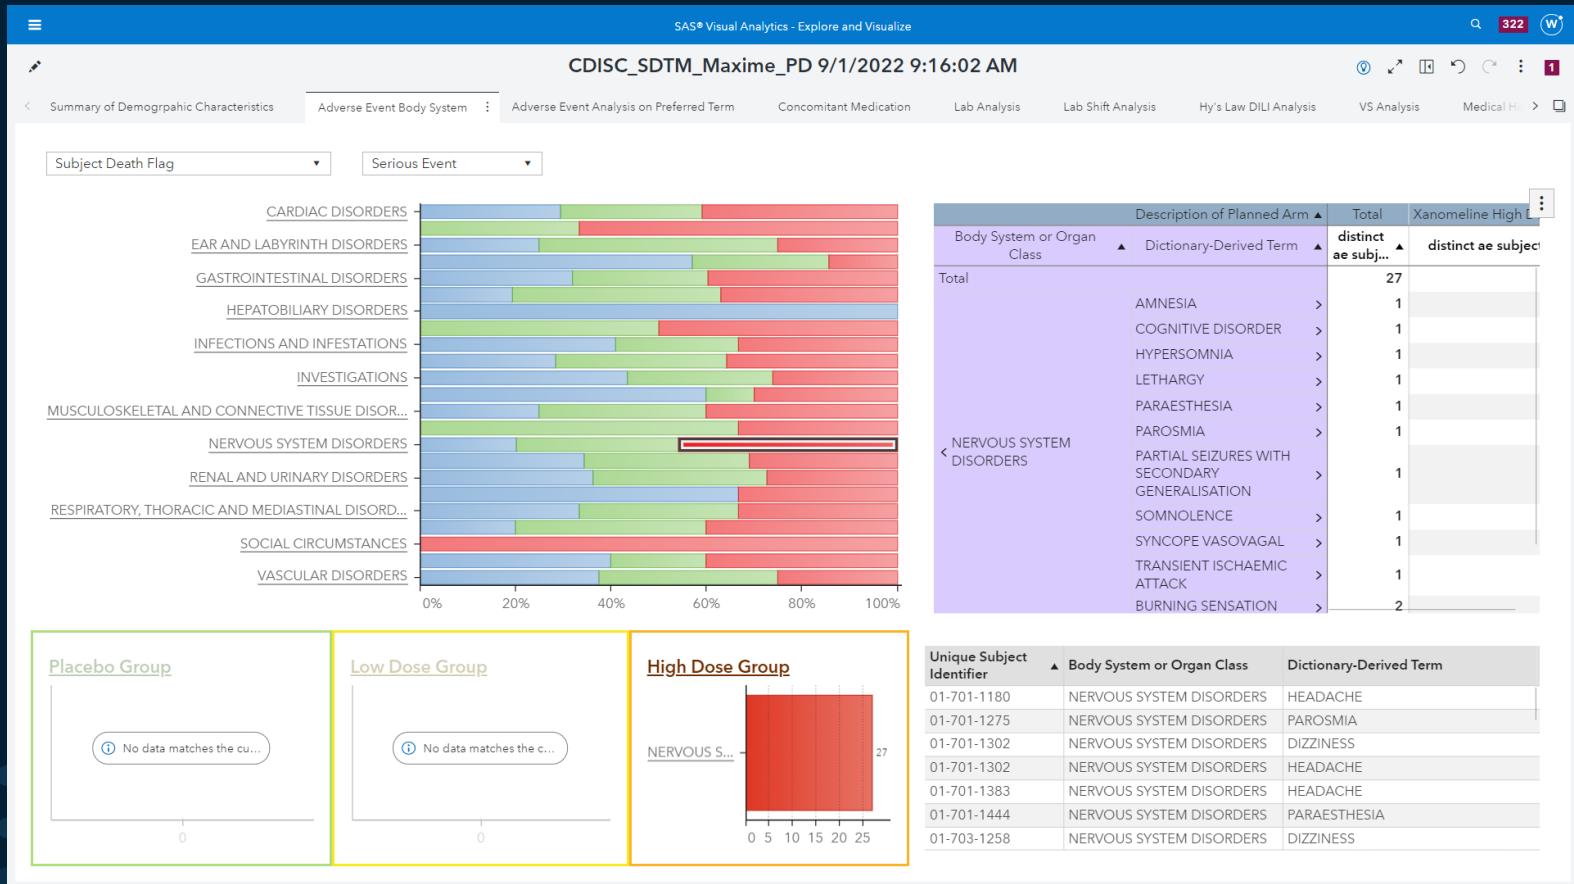 SAS® Visual Analytics - Explore and Visualize
322
W
CDISC_SDTM_Maxime_PD 9/1/2022 9:16:02 AM
1
Summary of Demogrpahic Characteristics
Adverse Event Body System
Adverse Event Analysis on Preferred Term
Concomitant Medication
Lab Analysis
Lab Shift Analysis
Hy's Law DILI Analysis
VS Analysis
Medical H
Subject Death Flag
Serious Event
CARDIAC DISORDERS
EAR AND LABYRINTH DISORDERS
GASTROINTESTINAL DISORDERS
HEPATOBILIARY DISORDERS
INFECTIONS AND INFESTATIONS
INVESTIGATIONS
MUSCULOSKELETAL AND CONNECTIVE TISSUE DISOR...
NERVOUS SYSTEM DISORDERS
RENAL AND URINARY DISORDERS
RESPIRATORY, THORACIC AND MEDIASTINAL DISORD...
SOCIAL CIRCUMSTANCES
VASCULAR DISORDERS
0% 20% 40% 60% 80% 100%
Description of Planned Arm Total Xanomeline High D
Body System or Organ
Class
Dictionary-Derived Term
distinct
ae subj...
distinct ae subject
Total 27
NERVOUS SYSTEM
DISORDERS
AMNESIA 1
COGNITIVE DISORDER 1
HYPERSOMNIA 1
LETHARGY 1
PARAESTHESIA 1
PAROSMIA 1
PARTIAL SEIZURES WITH
SECONDARY 1
GENERALISATION
SOMNOLENCE 1
SYNCOPE VASOVAGAL 1
TRANSIENT ISCHAEMIC
ATTACK 1
BURNING SENSATION 2
Placebo Group
No data matches the cu...
0
Low Dose Group
No data matches the c...
0
High Dose Group
NERVOUS S...
27
0 5 10 15 20 25
Unique Subject
Identifier
Body System or Organ Class
Dictionary-Derived Term
01-701-1180 NERVOUS SYSTEM DISORDERS HEADACHE
01-701-1275 NERVOUS SYSTEM DISORDERS PAROSMIA
01-701-1302 NERVOUS SYSTEM DISORDERS DIZZINESS
01-701-1302 NERVOUS SYSTEM DISORDERS HEADACHE
01-701-1383 NERVOUS SYSTEM DISORDERS HEADACHE
01-701-1444 NERVOUS SYSTEM DISORDERS PARAESTHESIA
01-703-1258 NERVOUS SYSTEM DISORDERS DIZZINESS